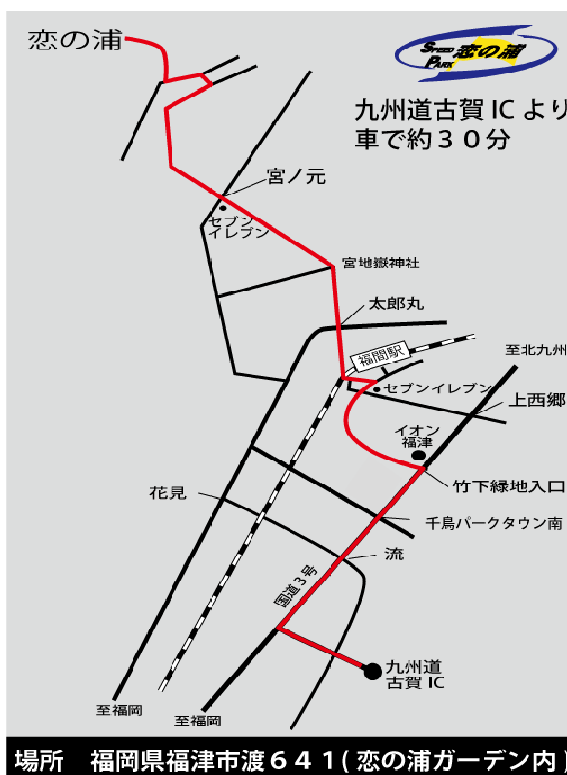 恋の浦
SPEED
PARK
恋の浦
九州道古賀ICより
車で約３０分
宮ノ元
セブン
イレブン
宮地嶽神社
太郎丸
福間駅
至北九州
セブンイレブン
上西郷
イオン
福津
竹下緑地入口
花見
千鳥パークタウン南
流
国道３号
九州道
古賀IC
至福岡
至福岡
場所　福岡県福津市渡６４１(恋の浦ガーデン内)